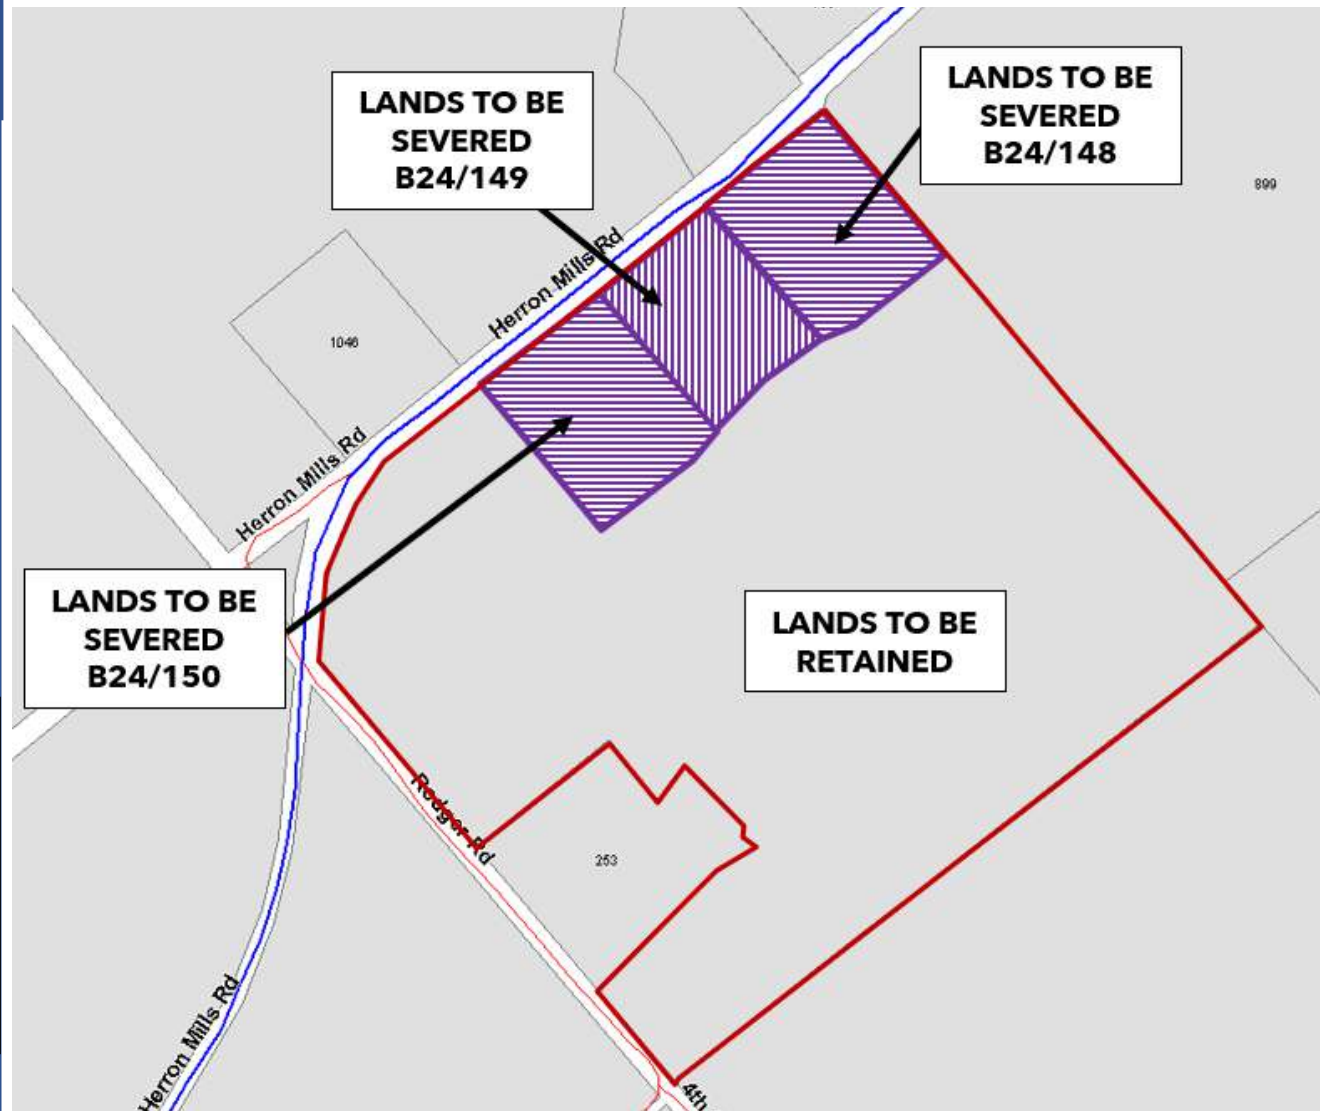 LANDS TO BE
SEVERED
B24/149
LANDS TO BE
SEVERED
B24/148
899
Herron Mills Rd
1046
Herron Mills Rd
LANDS TO BE
SEVERED
B24/150
LANDS TO BE
RETAINED
Rodger Rd
253
Herron Mills Rd
4th